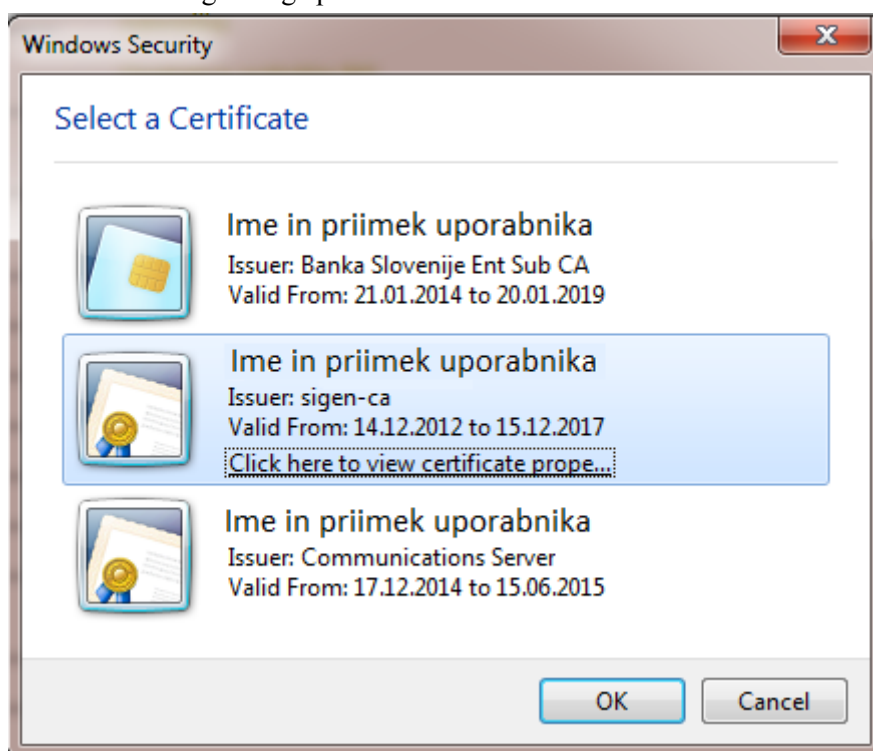 Windows Security
Select a Certificate
Ime in priimek uporabnika
Issuer: Banka Slovenije Ent Sub CA
Valid From: 21.01.2014 to 20.01.2019
Ime in priimek uporabnika
Issuer: sigen-ca
Valid From: 14.12.2012 to 15.12.2017
Click here to view certificate prope...
Ime in priimek uporabnika
Issuer: Communications Server
Valid From: 17.12.2014 to 15.06.2015
OK Cancel